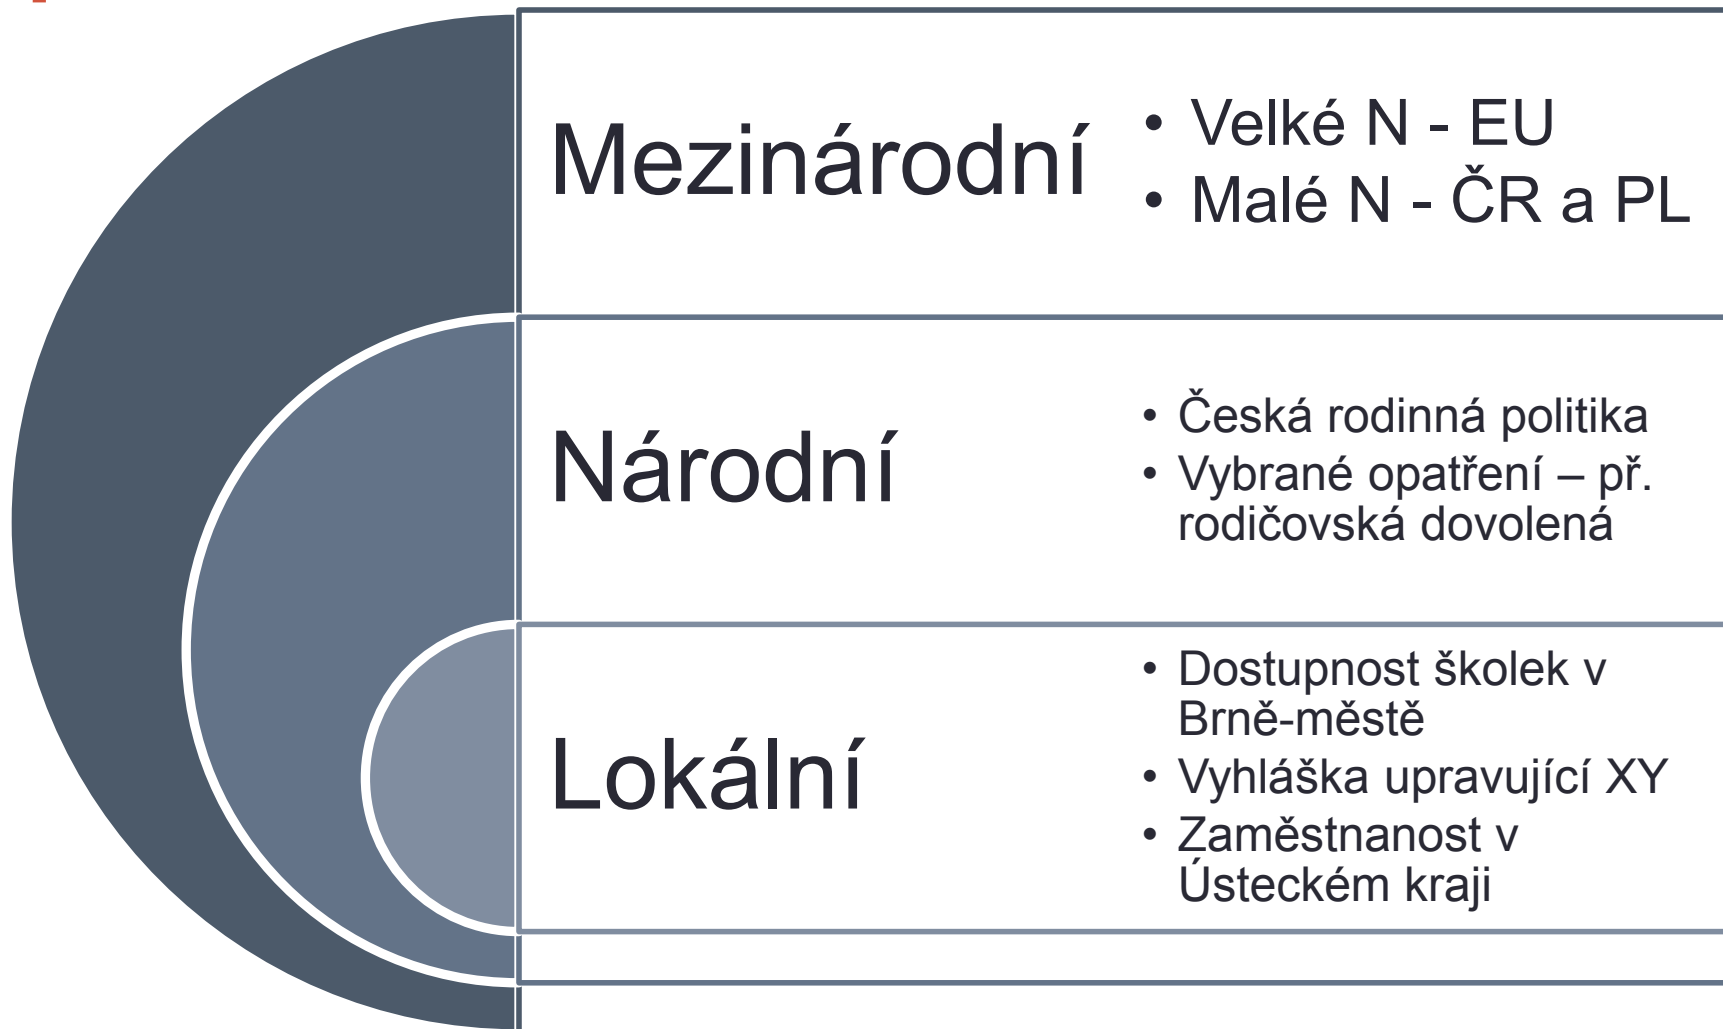 Mezinárodní
• Velké N - EU
• Malé N - ČR a PL
Národní
• Česká rodinná politika
• Vybrané opatření – př.
rodičovská dovolená
Lokální
• Dostupnost školek v
Brně-městě
• Vyhláška upravující XY
• Zaměstnanost v
Ústeckém kraji